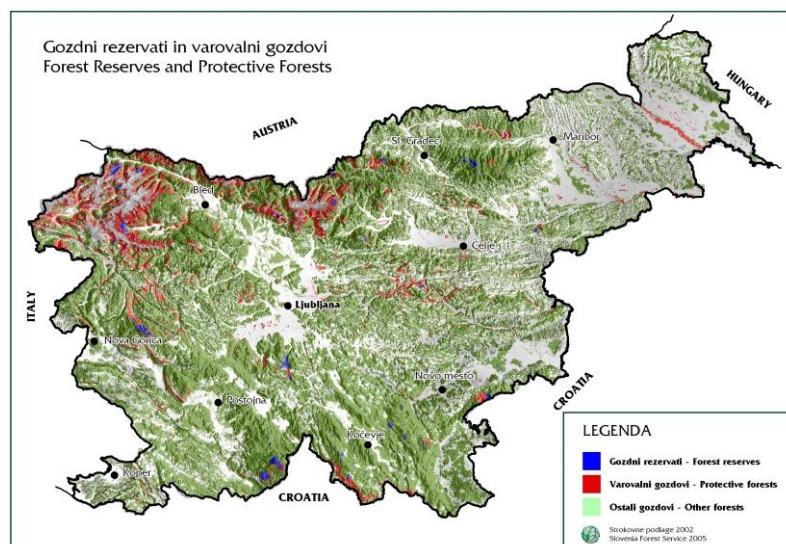 Gozdni rezervati in varovalni gozdovi
Forest Reserves and Protective Forests
HUNGARY
AUSTRIA
Maribor
Sl. Gradec
Bled
Celje
Ljubljana
ITALY
Nova Gorica
Novo mesto
CROATIA
Postojna
Kočevje
Koper
CROATIA
LEGENDA
Gozdni rezervati - Forest reserves
Varovalni gozdovi - Protective forests
Ostali gozdovi - Other forests
Strokovne podlage 2002
Slovenia Forest Service 2005